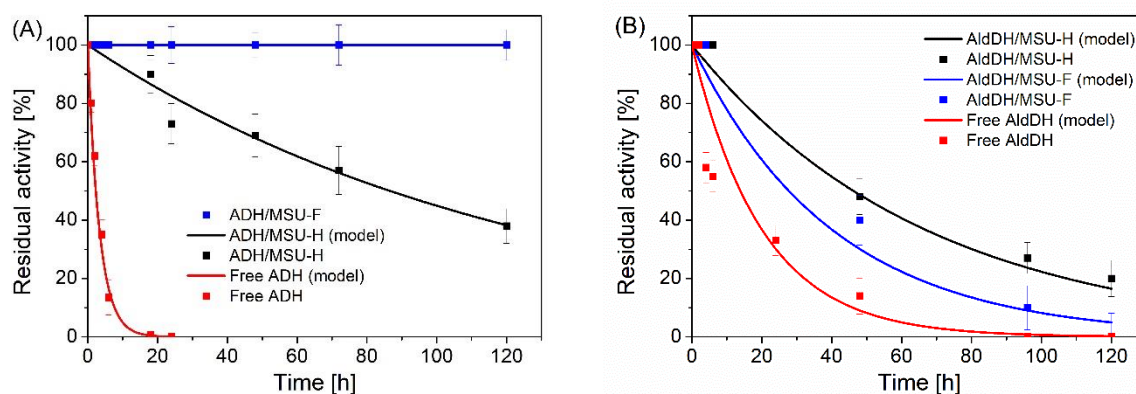 (A)
Residual activity [%]
100
80
60
40
20
0
ADH/MSU-F
ADH/MSU-H (model)
ADH/MSU-H
Free ADH (model)
Free ADH
0 20 40 60 80 100 120
Time [h]
(B)
Residual activity [%]
100
80
60
40
20
0
AldDH/MSU-H (model)
AldDH/MSU-H
AldDH/MSU-F (model)
AldDH/MSU-F
Free AldDH (model)
Free AldDH
0 20 40 60 80 100 120
Time [h]